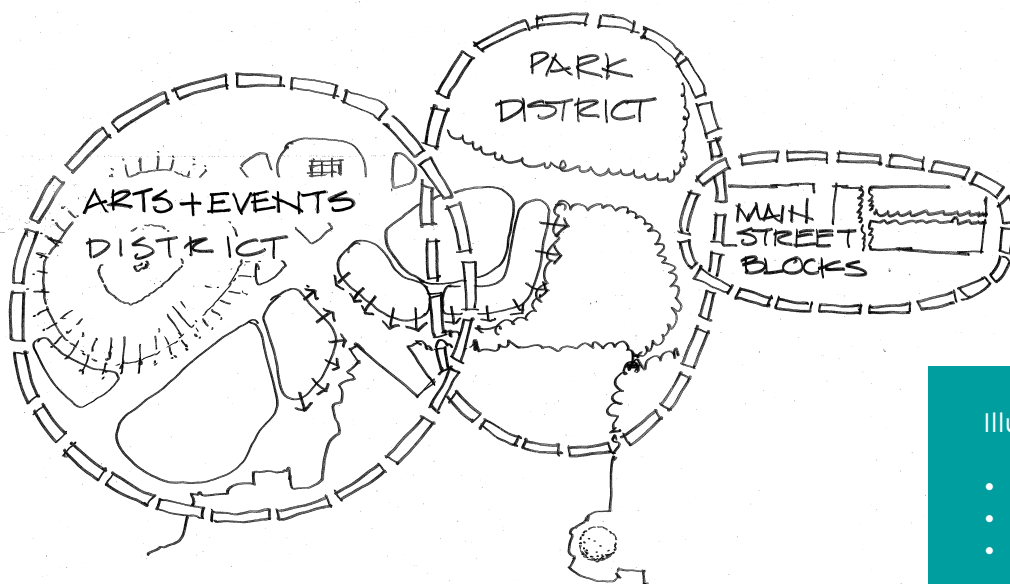 PARK
DISTRICT
ARTS+EVENTS
DISTRICT
MAIN
STREET
BLOCKS